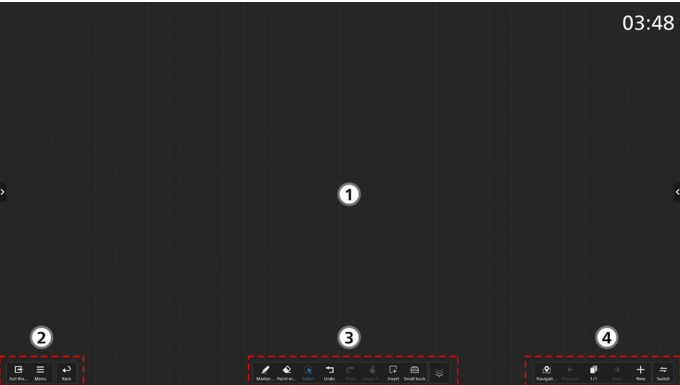 03:48
1
2
3
4
Exit the...
Menu
Back
Marker...
Point er...
Select
Undo
Insert
Small tools
Navigat...
Previous
1/1
Next
New
Switch